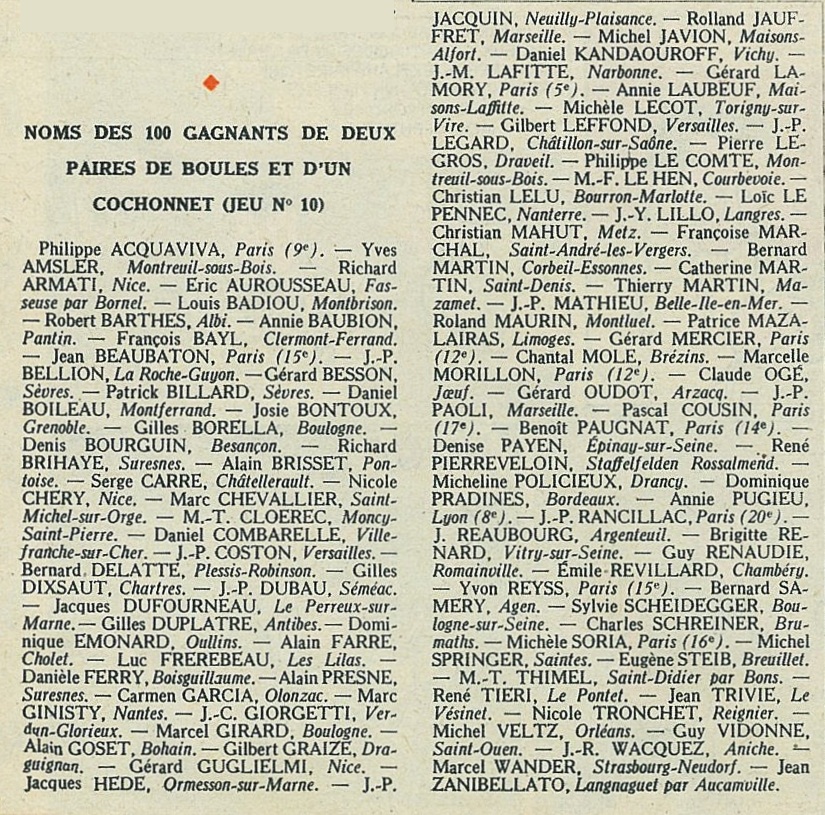 NOMS DES 100 GAGNANTS DE DEUX
PAIRES DE BOULES ET D'UN
COCHONNET (JEU N° 10)
Philippe ACQUAVIVA, Paris (9e). — Yves
AMSLER, Montreuil-sous-Bois. — Richard
ARMATI, Nice. — Eric AUROUSSEAU, Fas-
seuse par Bornel. — Louis BADIOU, Montbrison.
— Robert BARTHES, Albi. — Annie BAUBION,
Pantin. — François BAYL, Clermont-Ferrand.
— Jean BEAUBATON, Paris (15e). — J.-P.
BELLION, La Roche-Guyon. — Gérard BESSON,
Sèvres. — Patrick BILLARD, Sèvres. — Daniel
BOILEAU, Montferrand. — Josie BONTOUX,
Grenoble. — Gilles BORELLA, Boulogne. —
Denis BOURGUIN, Besançon. — Richard
BRIHAYE, Suresnes. — Alain BRISSET, Pon-
toise. — Serge CARRE, Châtellerault. — Nicole
CHERY, Nice. — Marc CHEVALLIER, Saint-
Michel-sur-Orge. — M.-T. CLOEREC, Moncy-
Saint-Pierre. — Daniel COMBARELLE, Ville-
franche-sur-Cher. — J.-P. COSTON, Versailles. —
Bernard DELATTE, Plessis-Robinson. — Gilles
DIXSAUT, Chartres. — J.-P. DUBAU, Séméac.
— Jacques DUFOURNEAU, Le Perreux-sur-
Marne. — Gilles DUPLATRE, Antibes. — Domi-
nique EMONARD, Oullins. — Alain FARRE,
Cholet. — Luc FREREBEAU, Les Lilas. —
Danièle FERRY, Boisguillaume. — Alain PRESNE,
Suresnes. — Carmen GARCIA, Olonzac. — Marc
GINISTY, Nantes. — J.-C. GIORGETTI, Ver-
dun-Glorieux. — Marcel GIRARD, Boulogne. —
Alain GOSET, Bohain. — Gilbert GRAIZE, Dra-
guignan. — Gérard GUGLIELMI, Nice. —
Jacques HEDE, Ormesson-sur-Marne. — J.-P.
JACQUIN, Neuilly-Plaisance. — Rolland JAUF-
FRET, Marseille. — Michel JAVION, Maisons-
Alfort. — Daniel KANDAOUROFF, Vichy. —
J.-M. LAFITTE, Narbonne. — Gérard LA-
MORY, Paris (5e). — Annie LAUBEUF, Mai-
sons-Laffitte. — Michèle LECOT, Torigny-sur-
Vire. — Gilbert LEFFOND, Versailles. — J.-P.
LEGARD, Châtillon-sur-Saône. — Pierre LE-
GROS, Draveil. — Philippe LE COMTE, Mon-
treuil-sous-Bois. — M.-F. LE HEN, Courbevoie. —
Christian LELU, Bourron-Marlotte. — Loïc LE
PENNEC, Nanterre. — J.-Y. LILLO, Langres. —
Christian MAHUT, Metz. — Françoise MAR-
CHAL, Saint-André-les-Vergers. — Bernard
MARTIN, Corbeil-Essonnes. — Catherine MAR-
TIN, Saint-Denis. — Thierry MARTIN, Ma-
zamet. — J.-P. MATHIEU, Belle-Ile-en-Mer. —
Roland MAURIN, Montluel. — Patrice MAZA-
LAIRAS, Limoges. — Gérard MERCIER, Paris
(12e). — Chantal MOLE, Brézins. — Marcelle
MORILLON, Paris (12e). — Claude OGÉ,
Jœuf. — Gérard OUDOT, Arzacq. — J.-P.
PAOLI, Marseille. — Pascal COUSIN, Paris
(17e). — Benoît PAUGNAT, Paris (14e). —
Denise PAYEN, Épinay-sur-Seine. — René
PIERREVELOIN, Staffelfelden Rossalmend. —
Micheline POLICIEUX, Drancy. — Dominique
PRADINES, Bordeaux. — Annie PUGIEU,
Lyon (8e). — J.-P. RANCILLAC, Paris (20e). —
J. REAUBOURG, Argenteuil. — Brigitte RE-
NARD, Vitry-sur-Seine. — Guy RENAUDIE,
Romainville. — Émile REVILLARD, Chambéry.
— Yvon REYSS, Paris (15e). — Bernard SA-
MERY, Agen. — Sylvie SCHEIDEGGER, Bou-
logne-sur-Seine. — Charles SCHREINER, Bru-
maths. — Michèle SORIA, Paris (16e). — Michel
SPRINGER, Saintes. — Eugène STEIB, Breuillet.
— M.-T. THIMEL, Saint-Didier par Bons. —
René TIERI, Le Pontet. — Jean TRIVIE, Le
Vésinet. — Nicole TRONCHET, Reignier. —
Michel VELTZ, Orléans. — Guy VIDONNE,
Saint-Ouen. — J.-R. WACQUEZ, Aniche. —
Marcel WANDER, Strasbourg-Neudorf. — Jean
ZANIBELLATO, Langnaguet par Aucamville.